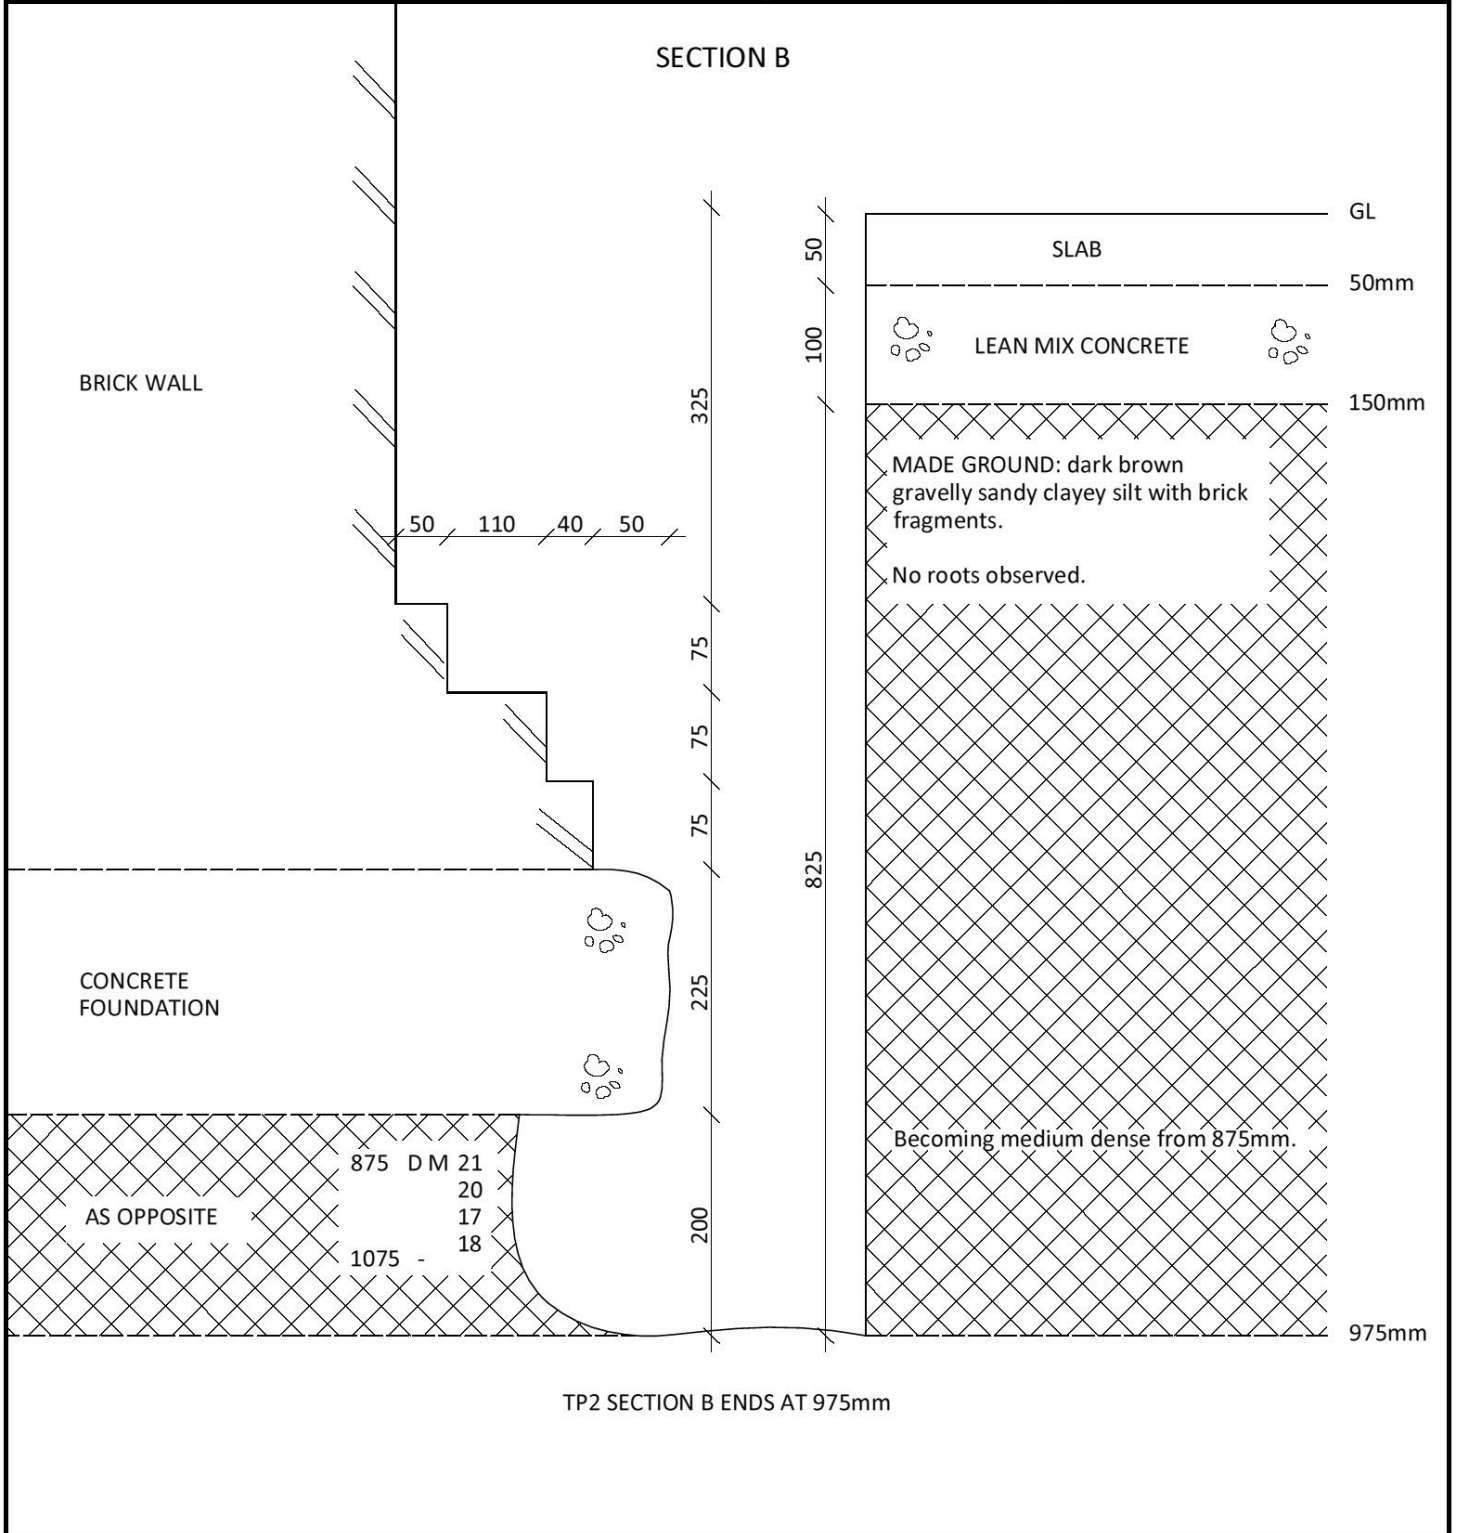 SECTION B
GL
50
SLAB
50mm
100
LEAN MIX CONCRETE
BRICK WALL
325
150mm
MADE GROUND: dark brown
gravelly sandy clayey silt with brick
fragments.
50 110 40 50
No roots observed.
75
75
75
825
CONCRETE
FOUNDATION
225
Becoming medium dense from 875mm.
875 D M 21
20
AS OPPOSITE
17
200
18
1075 -
975mm
TP2 SECTION B ENDS AT 975mm